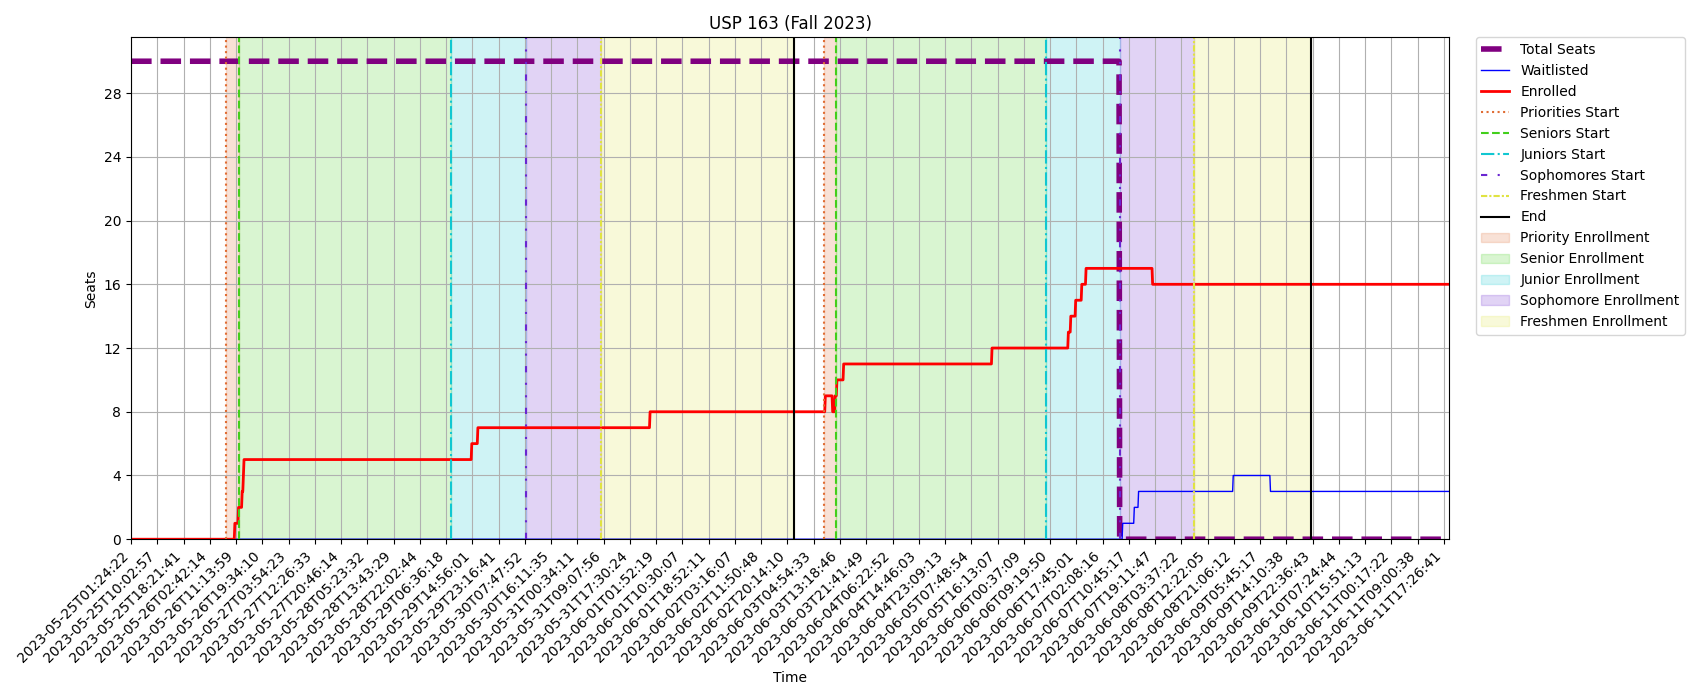 USP 163 (Fall 2023)
Seats
28
24
20
16
12
8
4
0
2023-05-25T01:24:22
2023-05-25T10:02:57
2023-05-25T18:21:41
2023-05-26T02:42:14
2023-05-26T11:13:59
2023-05-26T19:34:10
2023-05-27T03:54:23
2023-05-27T12:26:33
2023-05-27T20:46:14
2023-05-28T05:23:32
2023-05-28T13:43:29
2023-05-28T22:02:44
2023-05-29T06:36:18
2023-05-29T14:56:01
2023-05-29T23:16:41
2023-05-30T07:47:52
2023-05-30T16:11:35
2023-05-31T00:34:11
2023-05-31T09:07:56
2023-05-31T17:30:24
2023-06-01T01:52:19
2023-06-01T10:30:07
2023-06-01T18:52:11
2023-06-02T03:16:07
2023-06-02T11:50:48
2023-06-02T20:14:10
2023-06-03T04:54:33
2023-06-03T13:18:46
2023-06-03T21:41:49
2023-06-04T06:22:52
2023-06-04T14:46:03
2023-06-04T23:09:13
2023-06-05T07:48:54
2023-06-05T16:13:07
2023-06-06T00:37:09
2023-06-06T09:19:50
2023-06-06T17:45:01
2023-06-07T02:08:16
2023-06-07T10:45:17
2023-06-07T19:11:47
2023-06-08T03:37:22
2023-06-08T12:22:05
2023-06-08T21:06:12
2023-06-09T05:45:17
2023-06-09T14:10:38
2023-06-09T22:36:43
2023-06-10T07:24:44
2023-06-10T15:51:13
2023-06-11T00:17:22
2023-06-11T09:00:38
2023-06-11T17:26:41
Time
Total Seats
Waitlisted
Enrolled
Priorities Start
Seniors Start
Juniors Start
Sophomores Start
Freshmen Start
End
Priority Enrollment
Senior Enrollment
Junior Enrollment
Sophomore Enrollment
Freshmen Enrollment